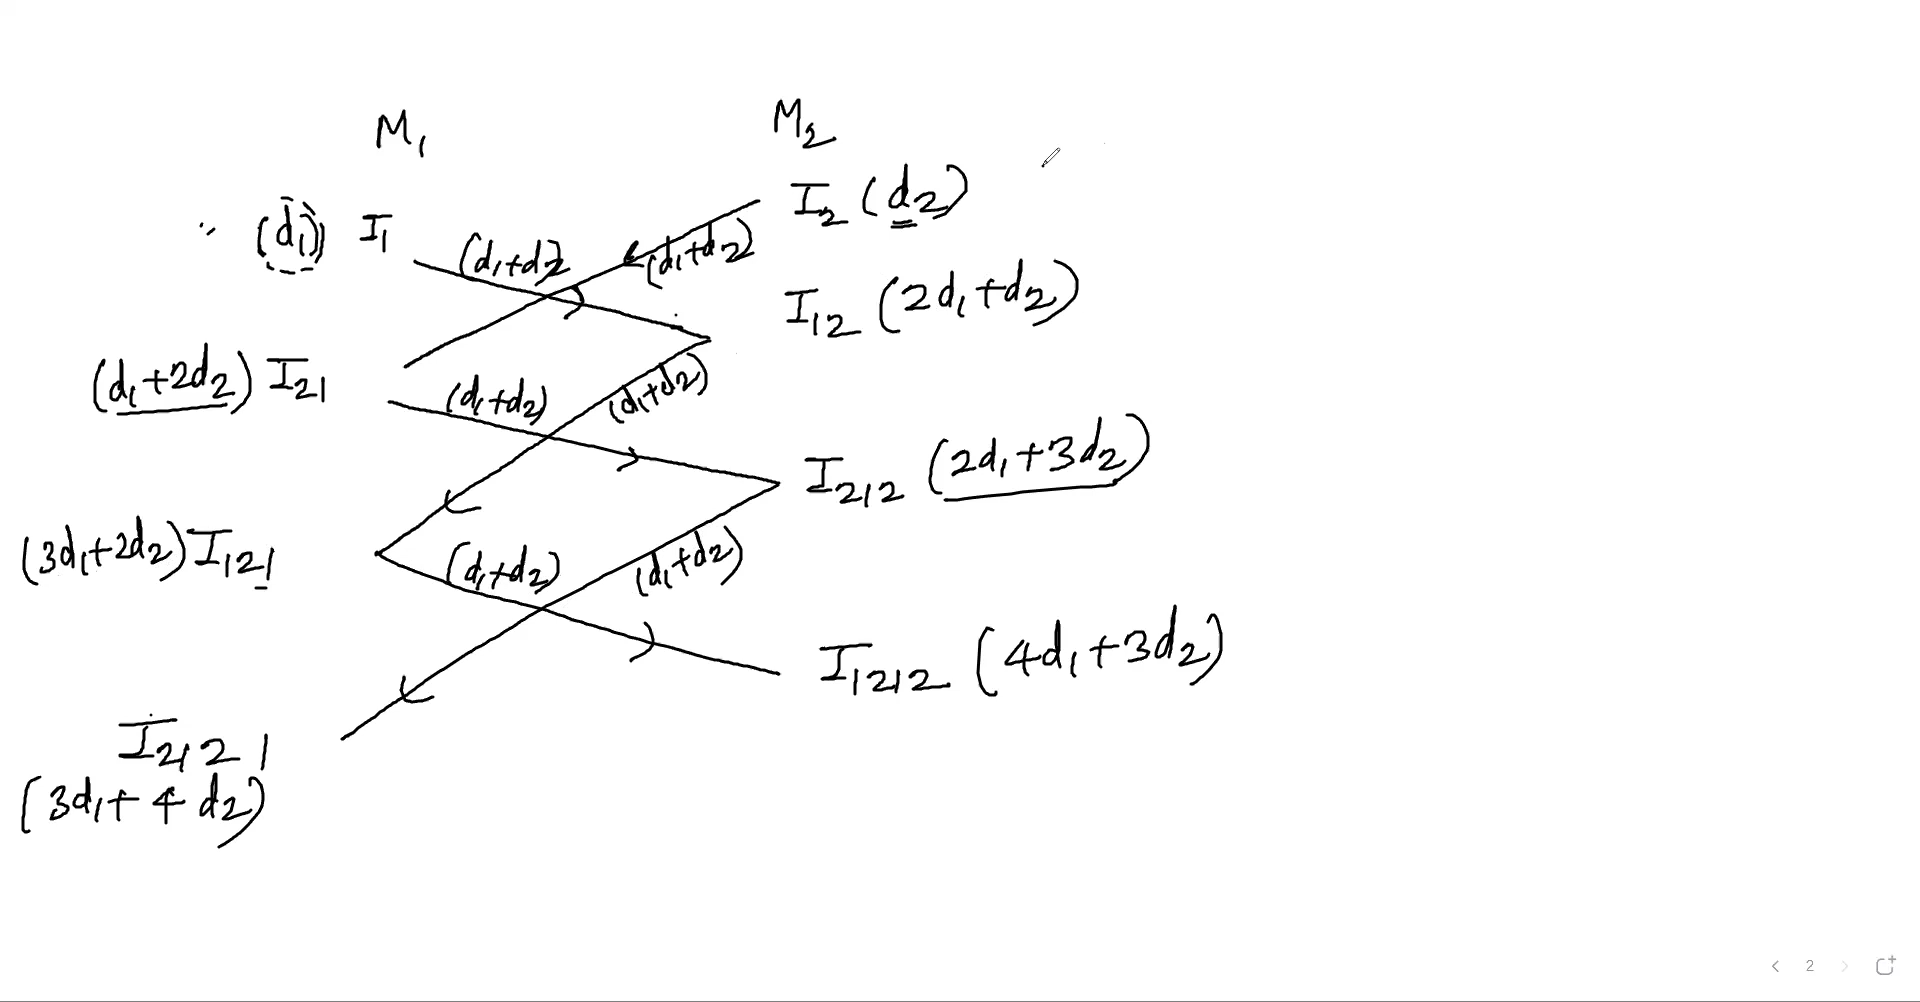 M₁ M₂
(d₁) I₁ I₂ (d₂)
(d₁+d₂ (d₁+d₂)
I₁₂ (2d₁+d₂)
(d₁+2d₂) I₂₁
(d₁+d₂) (d₁+d₂)
I₂₁₂ (2d₁+3d₂)
(3d₁+2d₂) I₁₂₁
(d₁+d₂) (d₁+d₂)
I₁₂₁₂ (4d₁+3d₂)
I₂₁₂₁
(3d₁+4d₂)
2